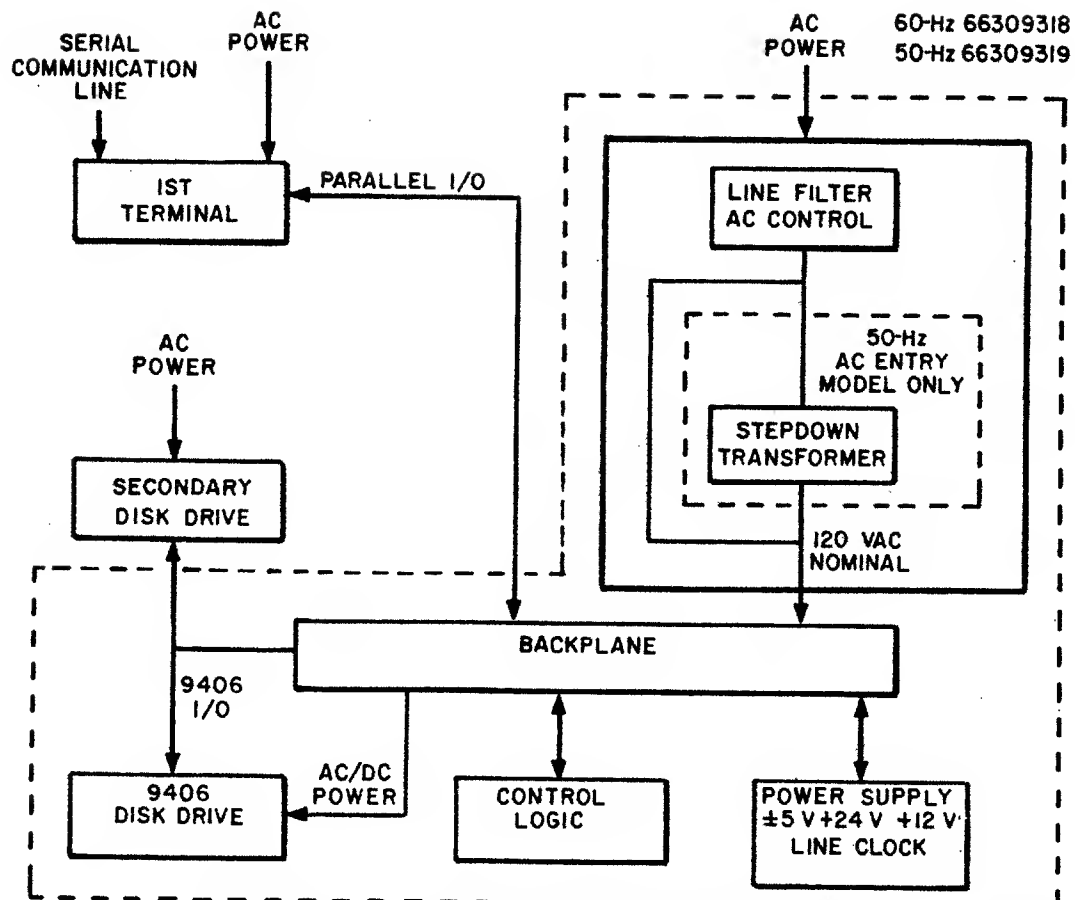 SERIAL
COMMUNICATION
LINE
AC
POWER
AC
POWER
60-Hz 66309318
50-Hz 66309319
1ST
TERMINAL
PARALLEL I/O
LINE FILTER
AC CONTROL
50-Hz
AC ENTRY
MODEL ONLY
STEPDOWN
TRANSFORMER
120 VAC
NOMINAL
AC
POWER
SECONDARY
DISK DRIVE
BACKPLANE
9406
I/O
AC/DC
POWER
9406
DISK DRIVE
CONTROL
LOGIC
POWER SUPPLY
±5 V +24 V +12 V
LINE CLOCK